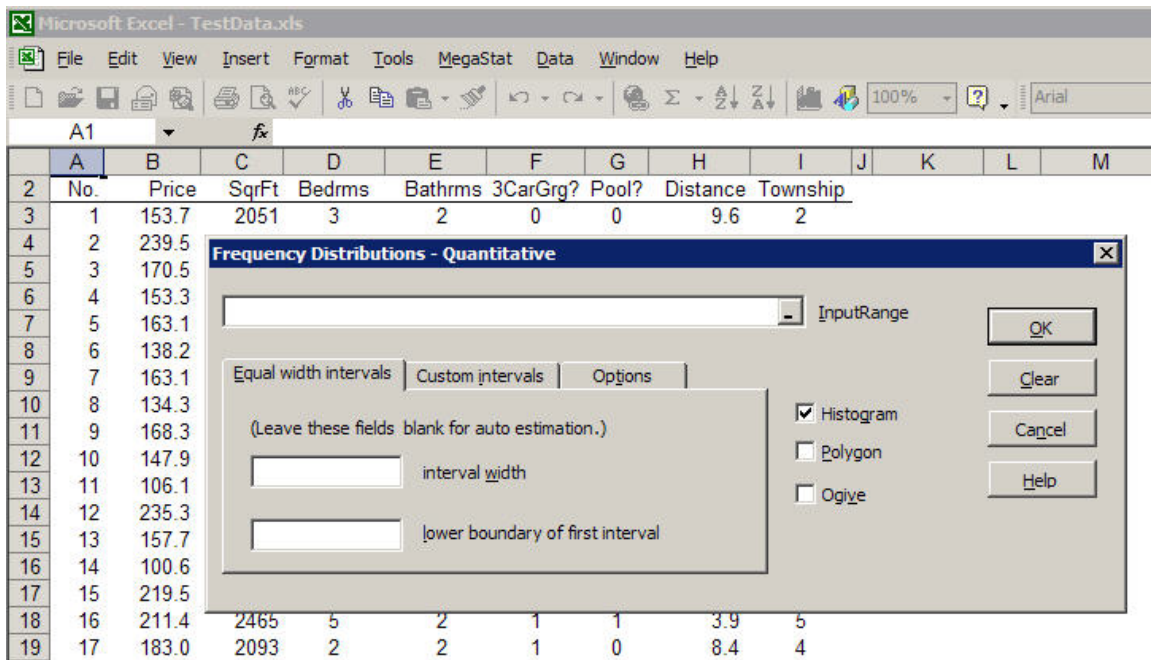 Microsoft Excel - TestData.xls
File Edit View Insert Format Tools MegaStat Data Window Help
ABC Σ A Z Z A 100% ? Arial
A1 fx
A B C D E F G H I J K L M
2 No. Price SqrFt Bedrms Bathrms 3CarGrg? Pool? Distance Township
3 1 153.7 2051 3 2 0 0 9.6 2
4 2 239.5
5 3 170.5
6 4 153.3
7 5 163.1
8 6 138.2
9 7 163.1
10 8 134.3
11 9 168.3
12 10 147.9
13 11 106.1
14 12 235.3
15 13 157.7
16 14 100.6
17 15 219.5
18 16 211.4 2465 5 2 1 1 3.9 5
19 17 183.0 2093 2 2 1 0 8.4 4
Frequency Distributions - Quantitative
InputRange
Equal width intervals Custom intervals Options
(Leave these fields blank for auto estimation.)
interval width
lower boundary of first interval
Histogram
Polygon
Ogive
OK
Clear
Cancel
Help